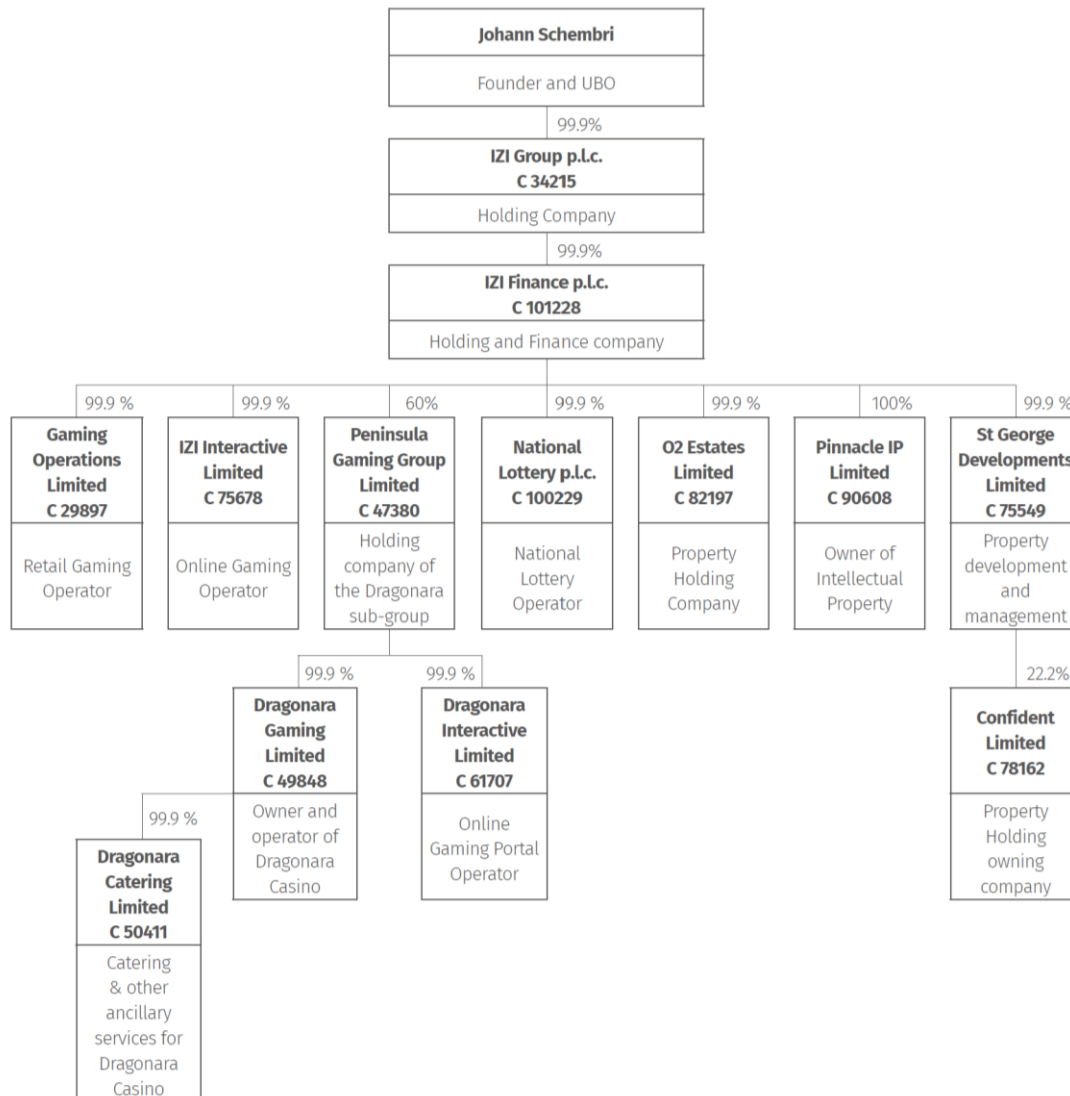 Johann Schembri
Founder and UBO
99.9%
IZI Group p.l.c.
C 34215
Holding Company
99.9%
IZI Finance p.l.c.
C 101228
Holding and Finance company
99.9 %
Gaming
Operations
Limited
C 29897
Retail Gaming
Operator
99.9 %
IZI Interactive
Limited
C 75678
Online Gaming
Operator
60%
Peninsula
Gaming Group
Limited
C 47380
Holding
company of
the Dragonara
sub-group
99.9 %
National
Lottery p.l.c.
C 100229
National
Lottery
Operator
99.9 %
O2 Estates
Limited
C 82197
Property
Holding
Company
100%
Pinnacle IP
Limited
C 90608
Owner of
Intellectual
Property
99.9 %
St George
Developments
Limited
C 75549
Property
development
and
management
99.9 %
Dragonara
Gaming
Limited
C 49848
Owner and
operator of
Dragonara
Casino
99.9 %
Dragonara
Interactive
Limited
C 61707
Online
Gaming Portal
Operator
22.2%
Confident
Limited
C 78162
Property
Holding
owning
company
99.9 %
Dragonara
Catering
Limited
C 50411
Catering
& other
ancillary
services for
Dragonara
Casino